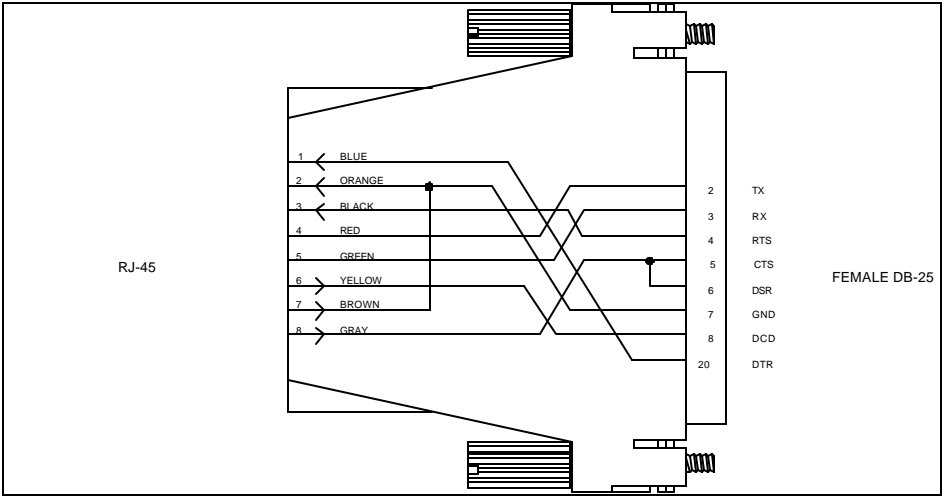 1 BLUE
2 ORANGE
3 BLACK
4 RED
5 GREEN
6 YELLOW
7 BROWN
8 GRAY
RJ-45
2 TX
3 RX
4 RTS
5 CTS
6 DSR
7 GND
8 DCD
20 DTR
FEMALE DB-25